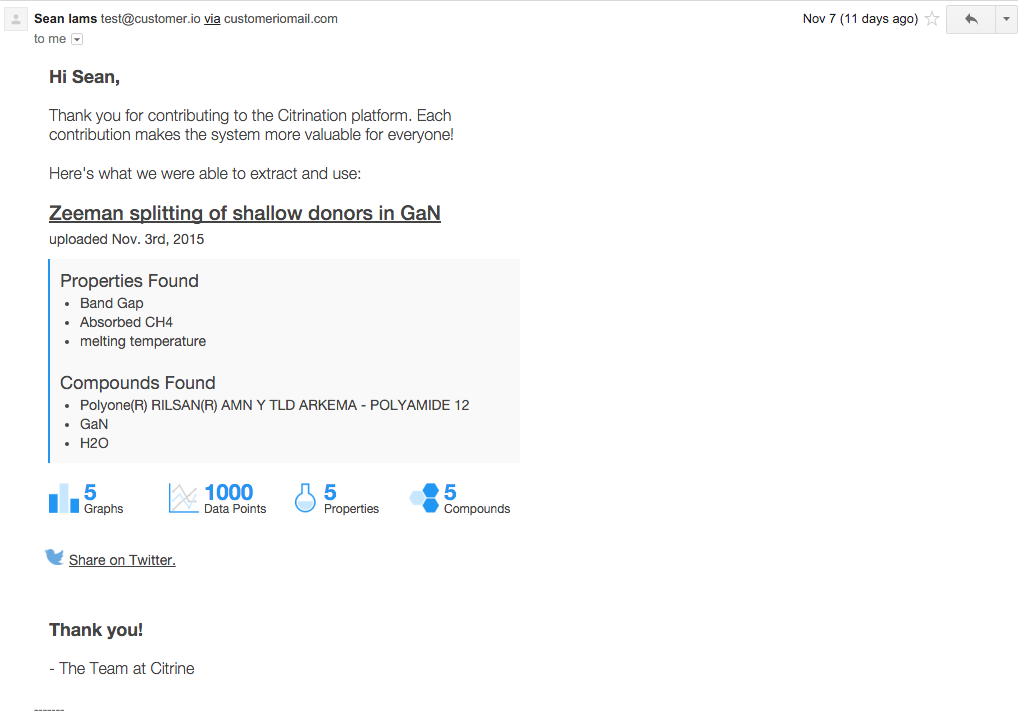 Sean Iams test@customer.io via customeriomail.com
Nov 7 (11 days ago)
to me
Hi Sean,
Thank you for contributing to the Citrination platform. Each
contribution makes the system more valuable for everyone!
Here's what we were able to extract and use:
Zeeman splitting of shallow donors in GaN
uploaded Nov. 3rd, 2015
Properties Found
• Band Gap
• Absorbed CH4
• melting temperature
Compounds Found
• Polyone(R) RILSAN(R) AMN Y TLD ARKEMA - POLYAMIDE 12
• GaN
• H2O
5
Graphs
1000
Data Points
5
Properties
5
Compounds
Share on Twitter.
Thank you!
- The Team at Citrine
-------